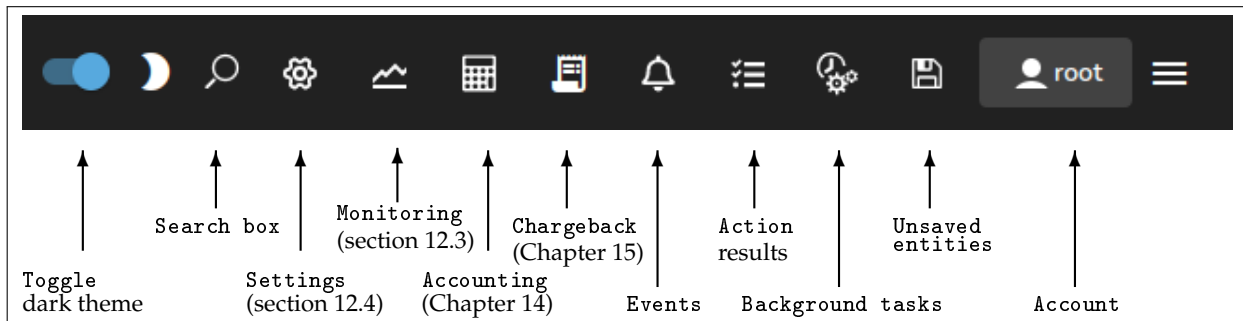 root
Search box
Monitoring
(section 12.3)
Chargeback
(Chapter 15)
Action
results
Unsaved
entities
Toggle
dark theme
Settings
(section 12.4)
Accounting
(Chapter 14)
Events
Background tasks
Account